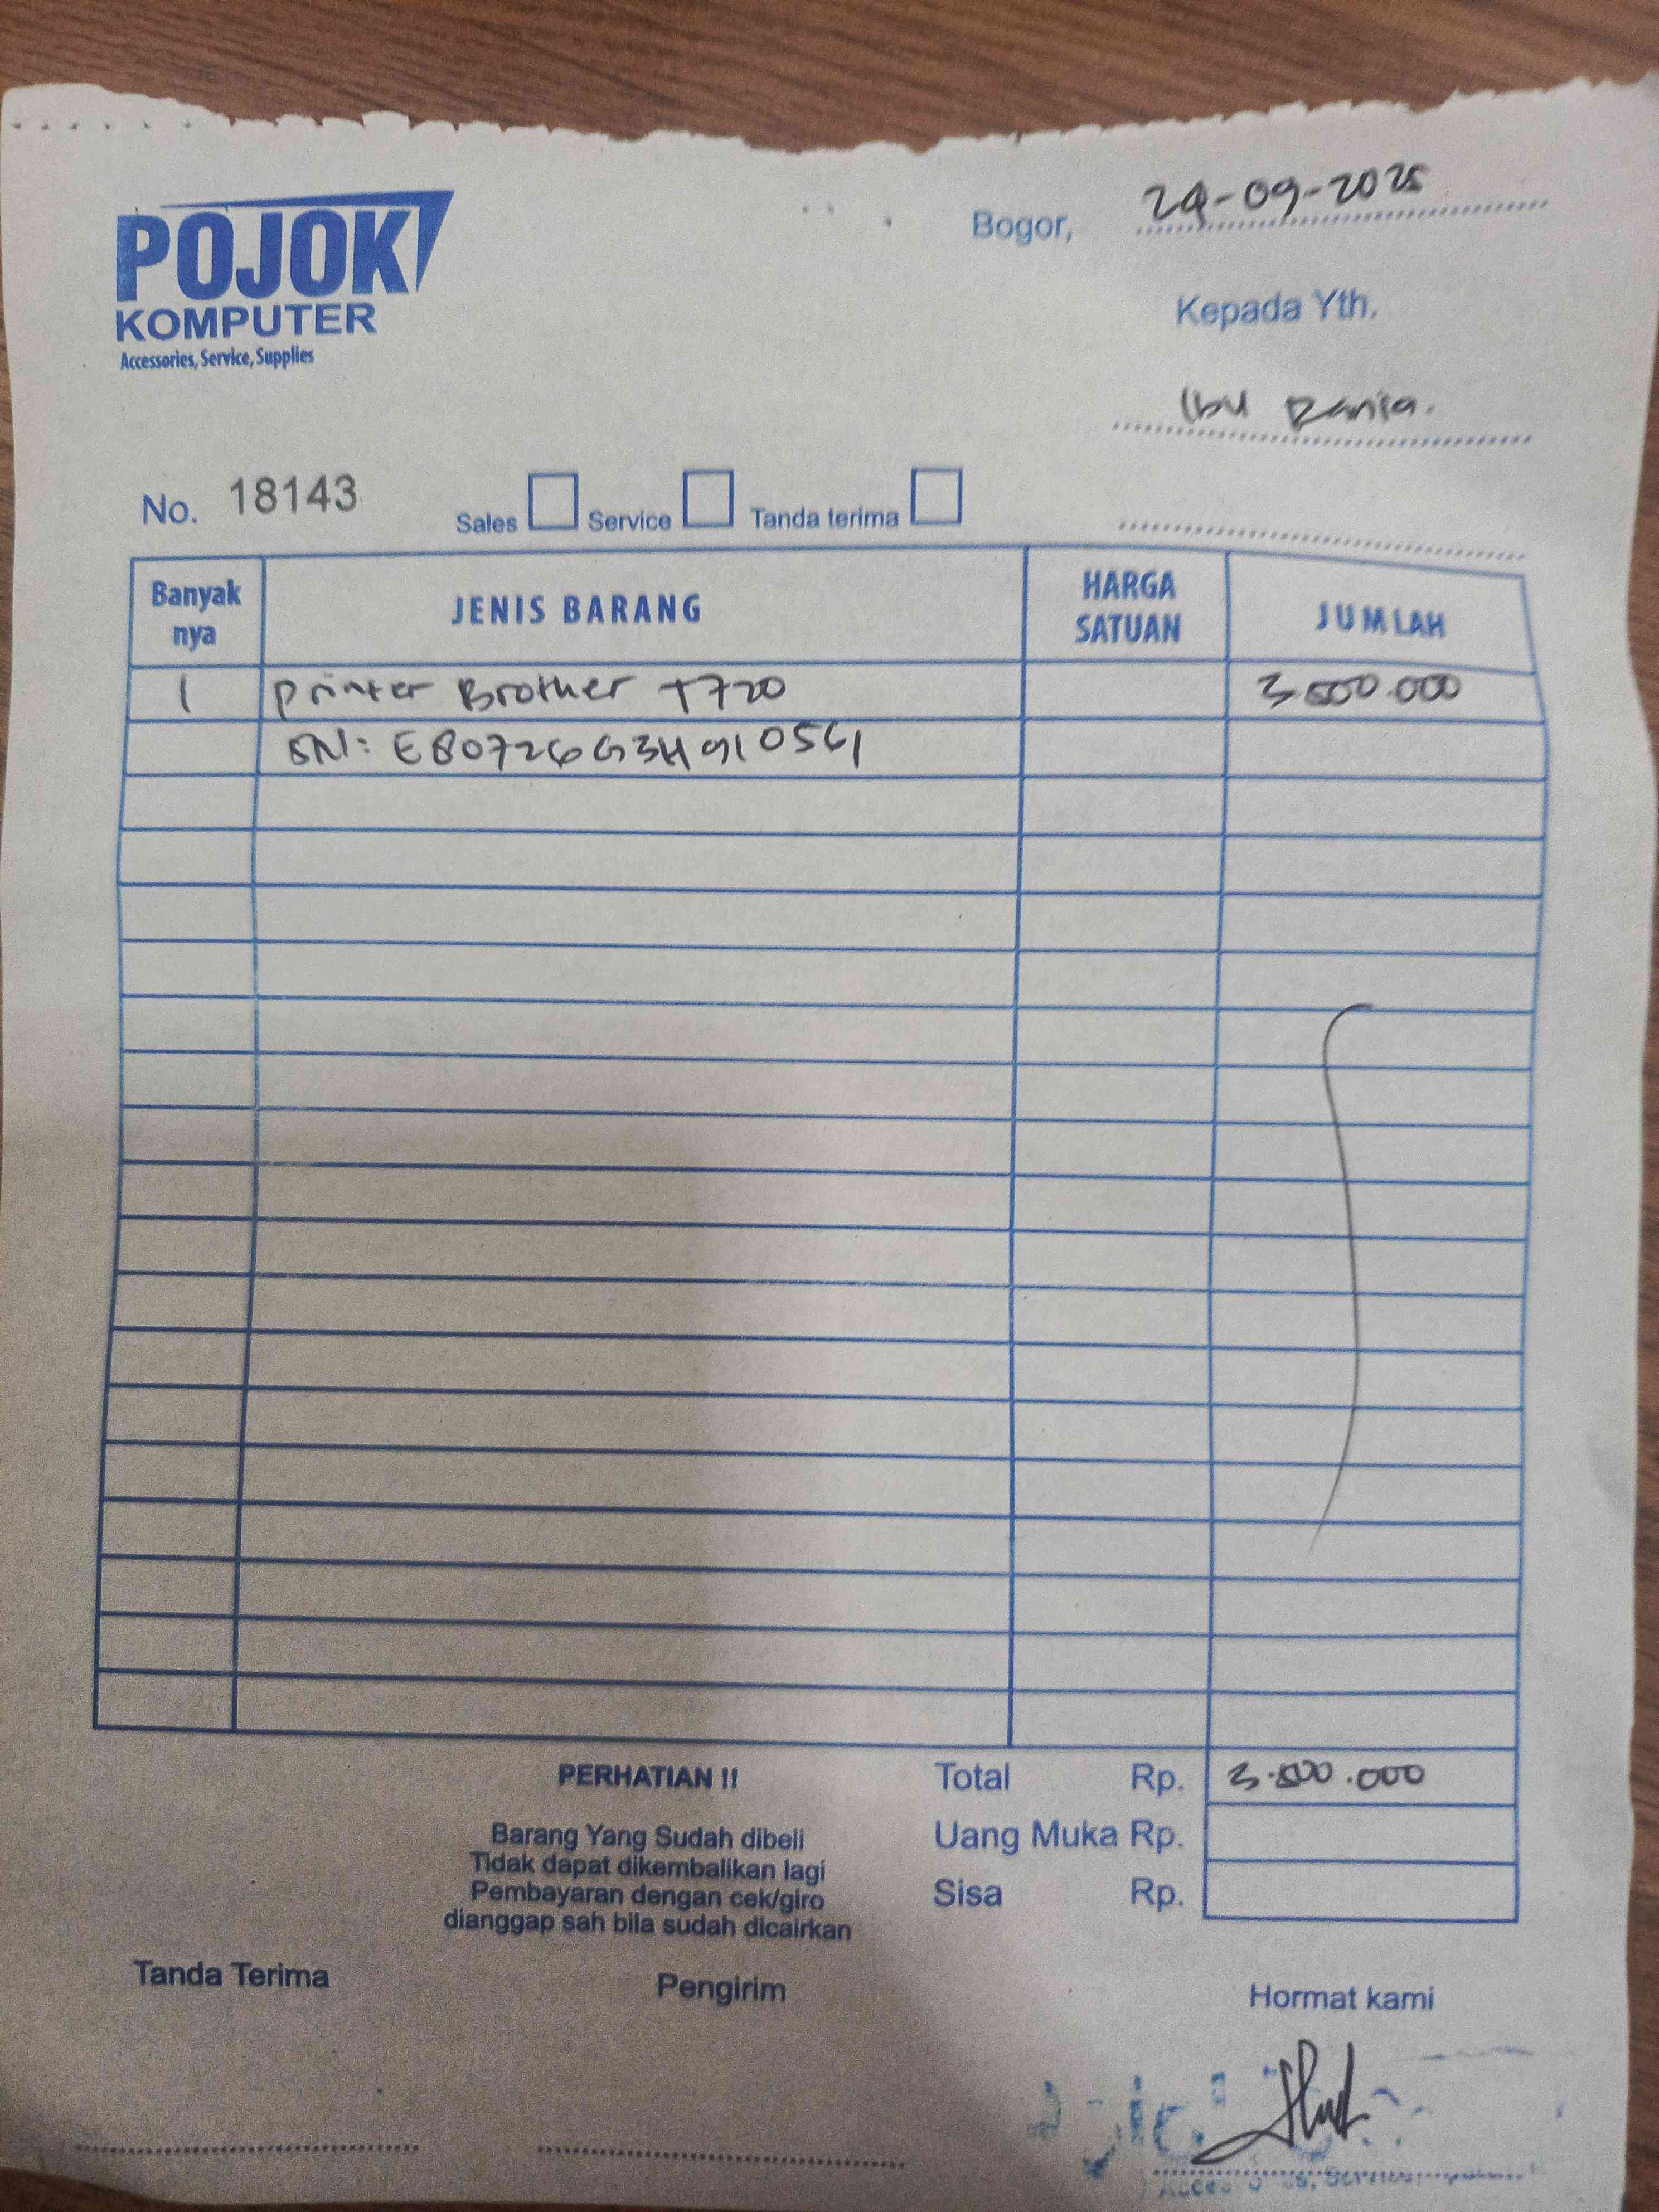 POJOK
KOMPUTER
Accessories, Service, Supplies
Bogor, 24-09-2025
Kepada Yth.
Ibu Rania.
No. 18143 Sales Service Tanda terima
Banyak nya JENIS BARANG HARGA SATUAN JUMLAH
1 Printer Brother T720 3.500.000
SN: E80726G3H910561
PERHATIAN !! Total Rp. 3.500.000
Barang Yang Sudah dibeli Uang Muka Rp.
Tidak dapat dikembalikan lagi
Pembayaran dengan cek/giro Sisa Rp.
dianggap sah bila sudah dicairkan
Tanda Terima Pengirim Hormat kami